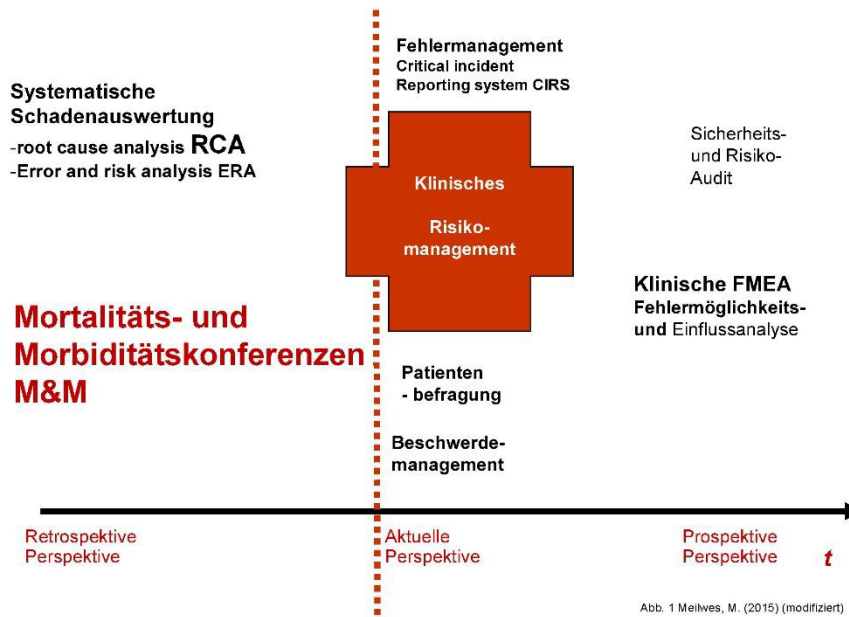 Fehlermanagement
Critical incident
Reporting system CIRS
Systematische
Schadenauswertung
-root cause analysis RCA
-Error and risk analysis ERA
Sicherheits-
und Risiko-
Audit
Klinisches
Risiko-
management
Klinische FMEA
Fehlermöglichkeits-
und Einflussanalyse
Mortalitäts- und
Morbiditätskonferenzen
M&M
Patienten
- befragung
Beschwerde-
management
Retrospektive
Perspektive
Aktuelle
Perspektive
Prospektive
Perspektive
t
Abb. 1 Meilwes, M. (2015) (modifiziert)